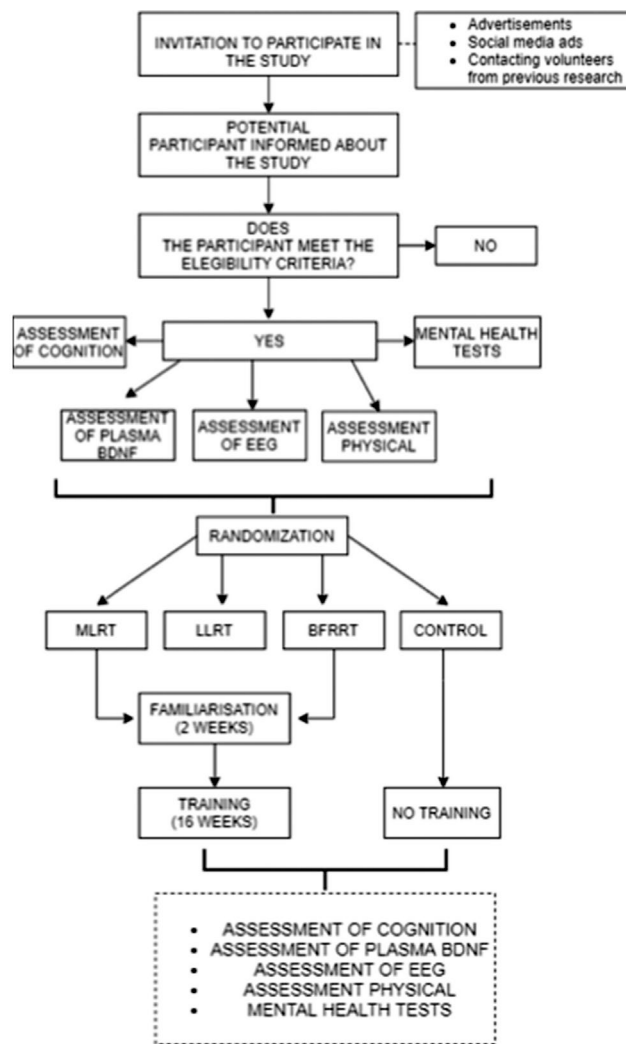 INVITATION TO PARTICIPATE IN
THE STUDY
• Advertisements
• Social media ads
• Contacting volunteers
from previous research
POTENTIAL
PARTICIPANT INFORMED ABOUT
THE STUDY
DOES
THE PARTICIPANT MEET THE
ELEGIBILITY CRITERIA?
NO
ASSESSMENT
OF COGNITION
YES
MENTAL HEALTH
TESTS
ASSESSMENT
OF PLASMA
BDNF
ASSESSMENT
OF EEG
ASSESSMENT
PHYSICAL
RANDOMIZATION
MLRT
LLRT
BFRRT
CONTROL
FAMILIARISATION
(2 WEEKS)
TRAINING
(16 WEEKS)
NO TRAINING
• ASSESSMENT OF COGNITION
• ASSESSMENT OF PLASMA BDNF
• ASSESSMENT OF EEG
• ASSESSMENT PHYSICAL
• MENTAL HEALTH TESTS